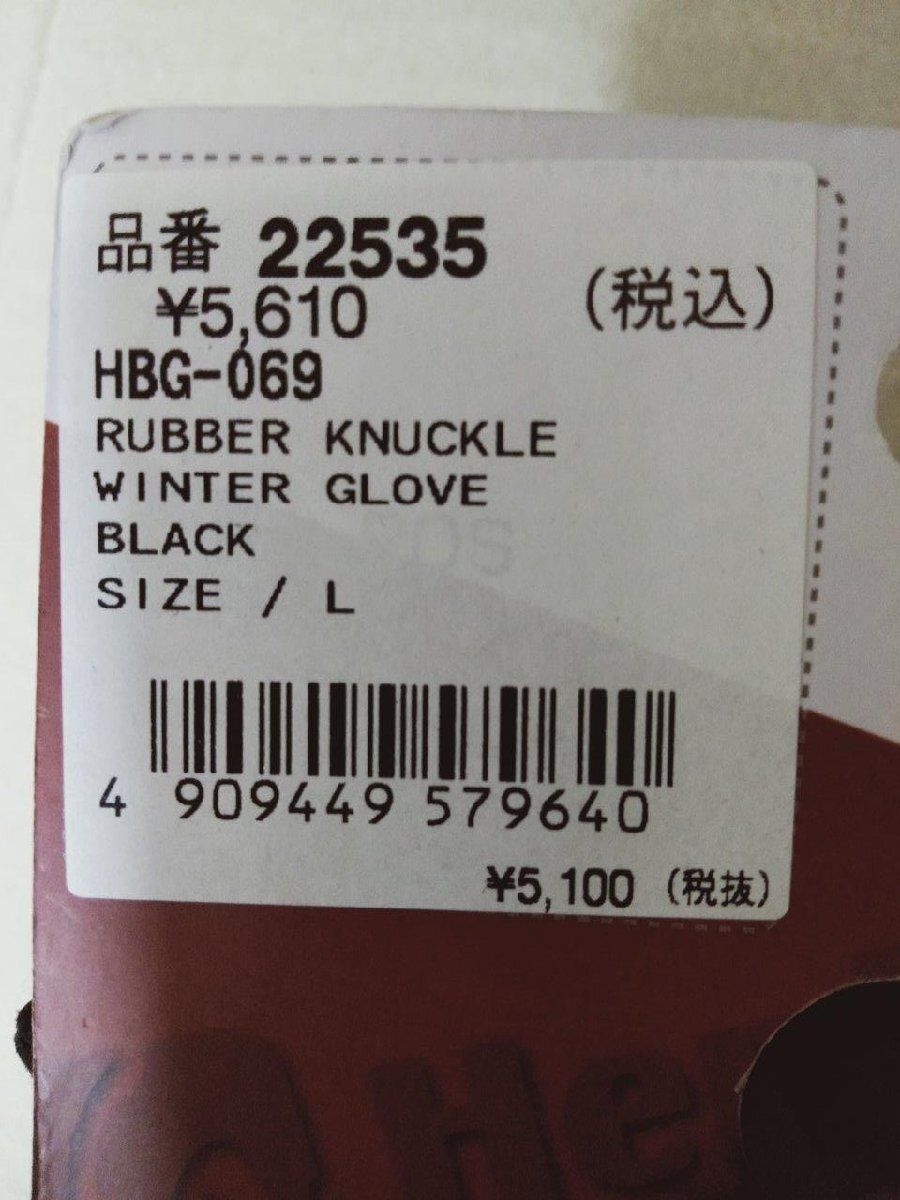 品番 22535
¥5,610 (税込)
HBG-069
RUBBER KNUCKLE
WINTER GLOVE
BLACK
SIZE / L
4 909449 579640
¥5,100 (税抜)
He